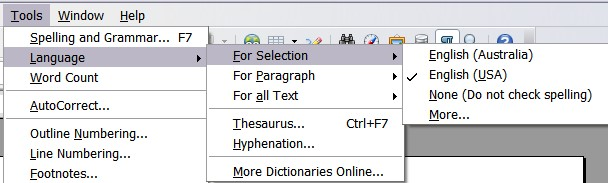 Tools Window Help
Spelling and Grammar... F7
Language
Word Count
AutoCorrect...
Outline Numbering...
Line Numbering...
Footnotes...
For Selection
For Paragraph
For all Text
Thesaurus... Ctrl+F7
Hyphenation...
More Dictionaries Online...
English (Australia)
English (USA)
None (Do not check spelling)
More...